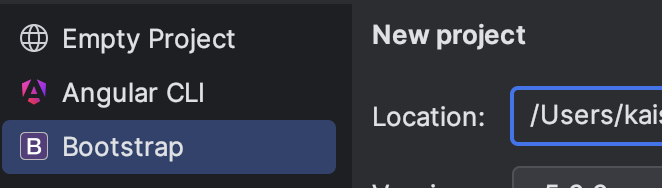 Empty Project
Angular CLI
B Bootstrap
New project
Location: /Users/kais